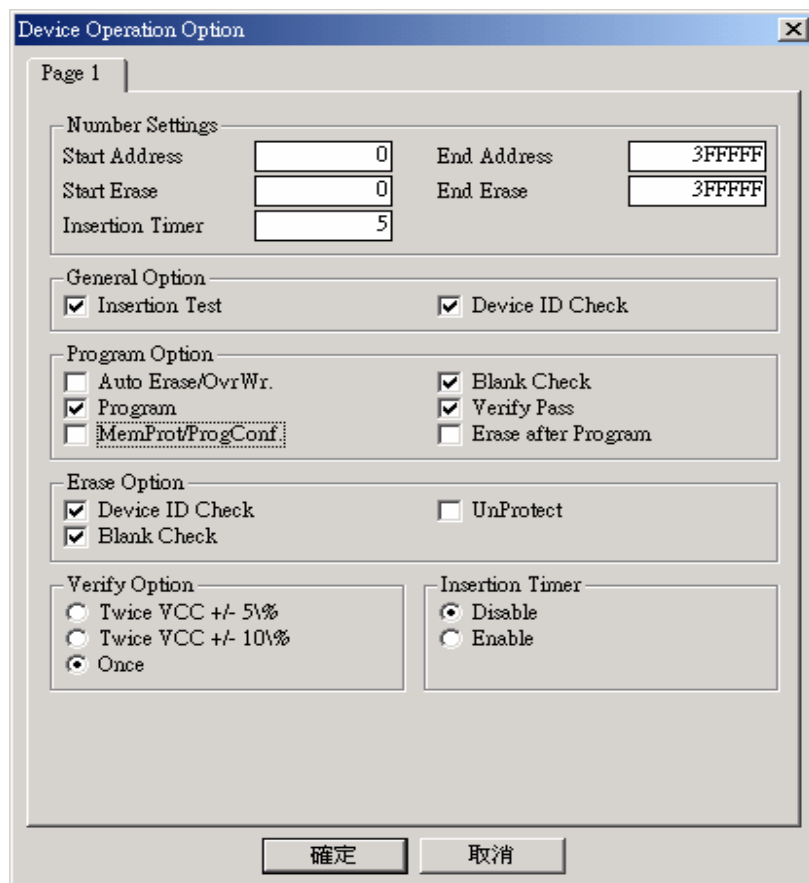 Device Operation Option
Page 1
Number Settings
Start Address 0 End Address 3FFFFF
Start Erase 0 End Erase 3FFFFF
Insertion Timer 5
General Option
Insertion Test Device ID Check
Program Option
Auto Erase/OvrWr. Blank Check
Program Verify Pass
MemProt/ProgConf. Erase after Program
Erase Option
Device ID Check UnProtect
Blank Check
Verify Option Insertion Timer
Twice VCC +/- 5\% Disable
Twice VCC +/- 10\% Enable
Once
確定 取消